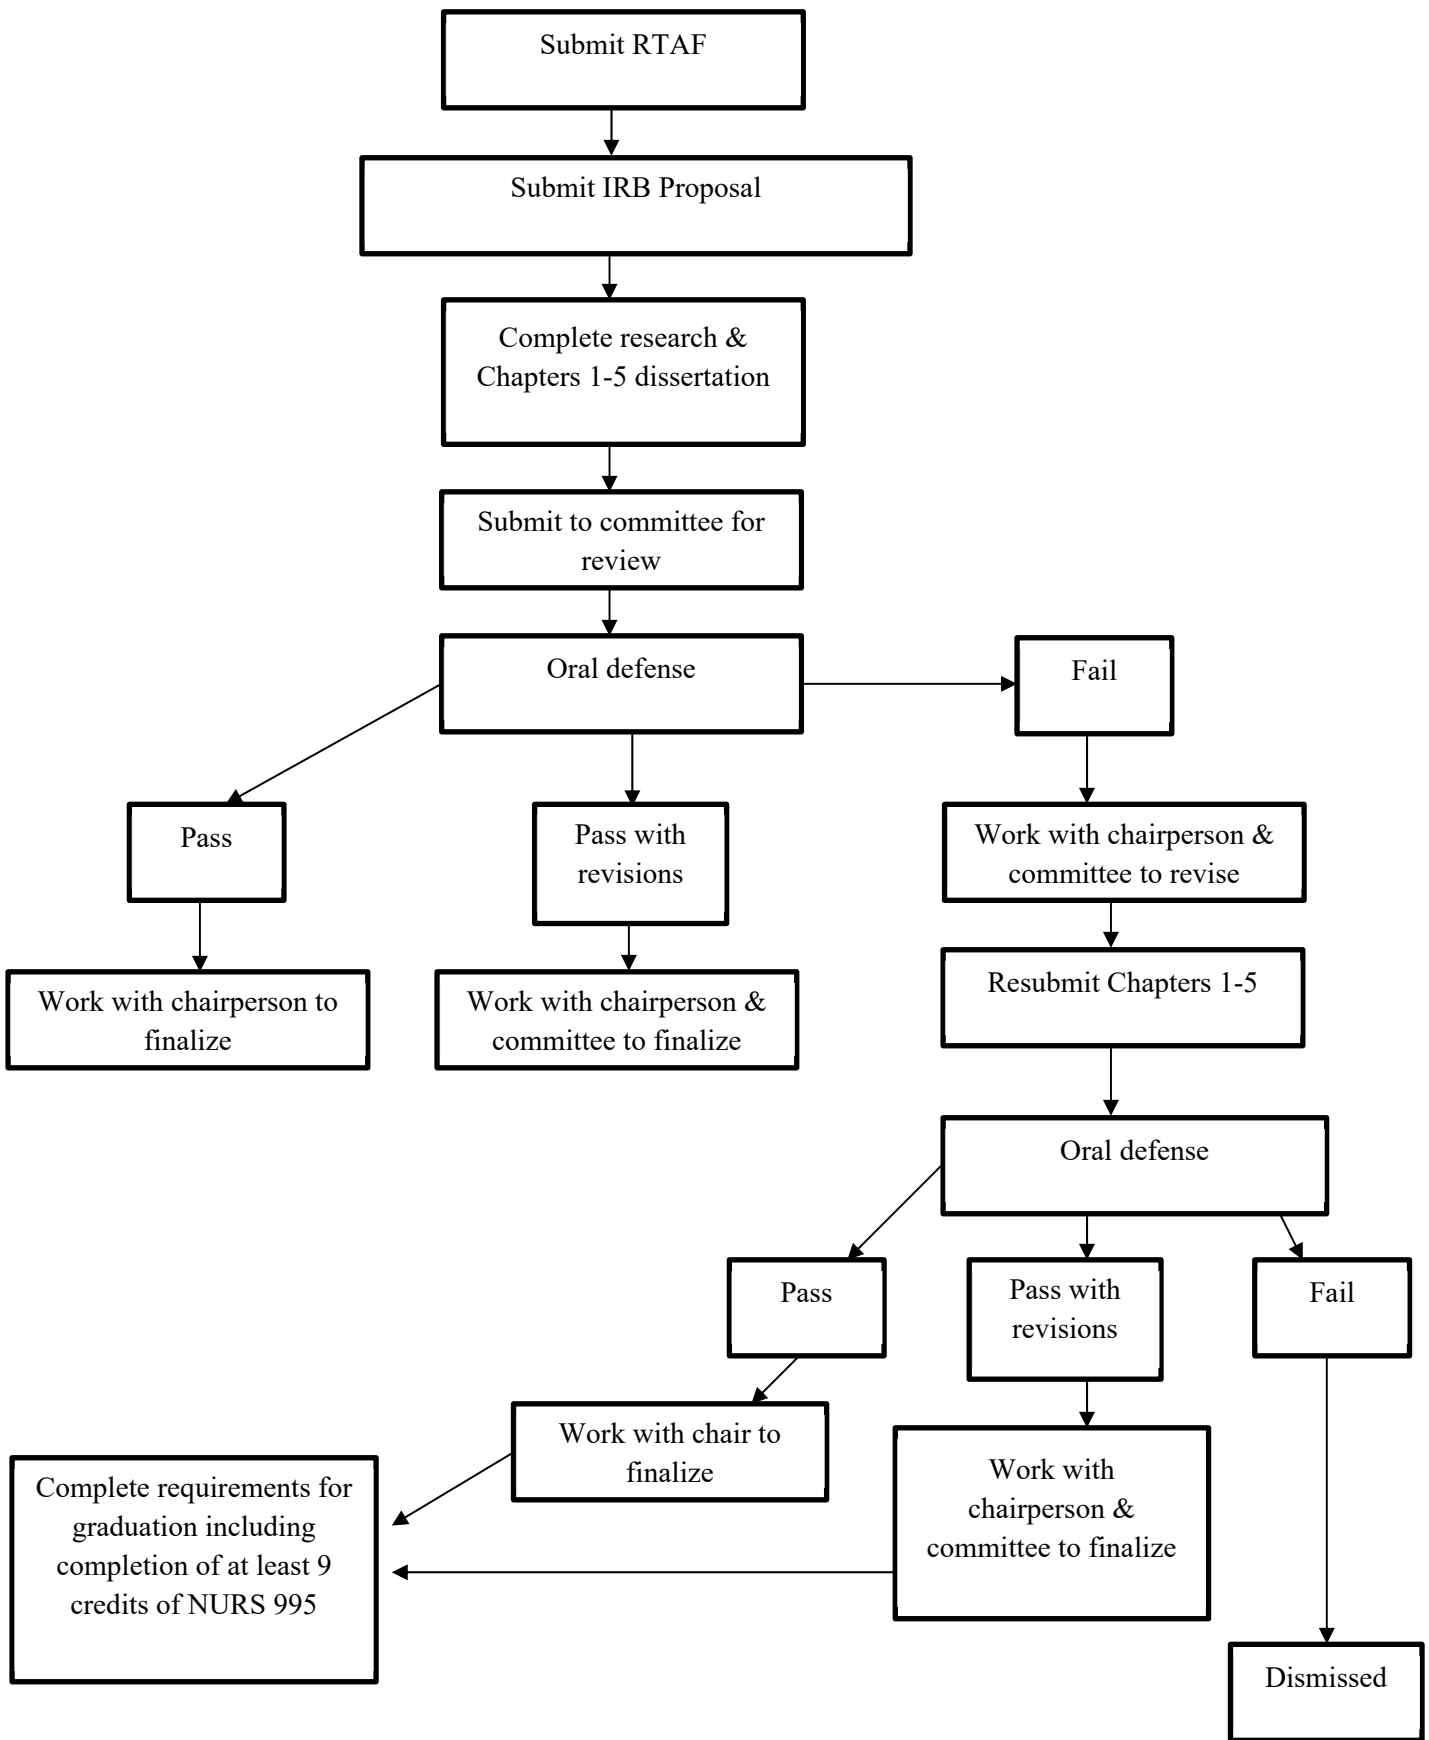 Submit RTAF
Submit IRB Proposal
Complete research &
Chapters 1-5 dissertation
Submit to committee for
review
Oral defense
Fail
Pass
Pass with
revisions
Work with chairperson &
committee to revise
Work with chairperson to
finalize
Work with chairperson &
committee to finalize
Resubmit Chapters 1-5
Oral defense
Pass
Pass with
revisions
Fail
Work with chair to
finalize
Work with
chairperson &
committee to finalize
Complete requirements for
graduation including
completion of at least 9
credits of NURS 995
Dismissed